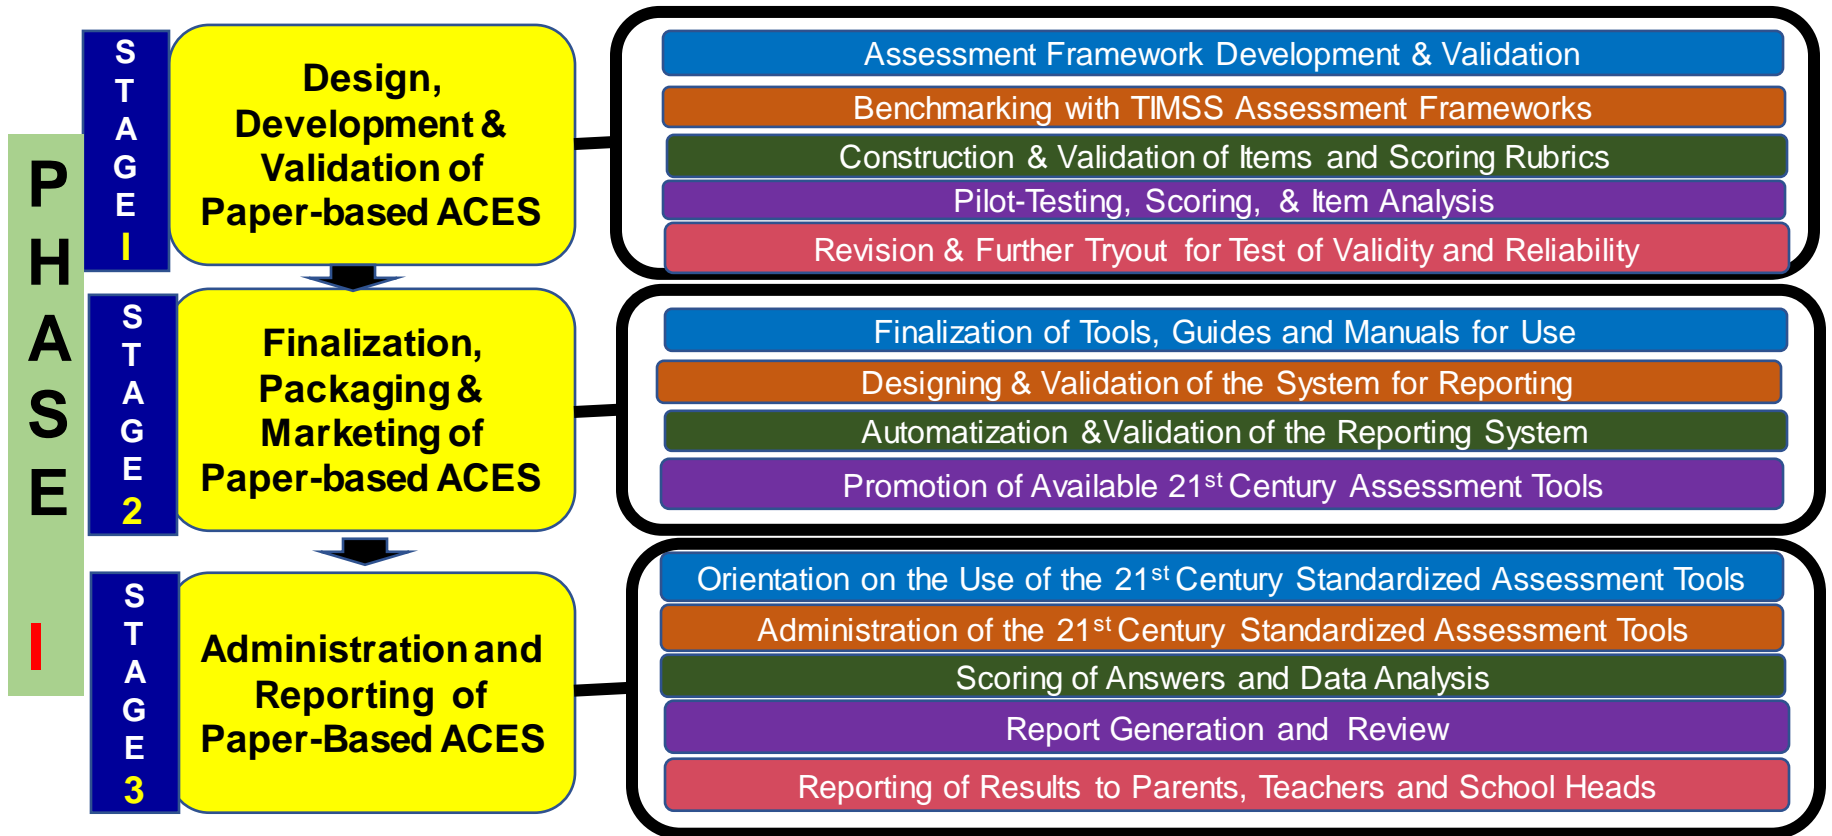 PHASE I
STAGE I
Design,
Development &
Validation of
Paper-based ACES
Assessment Framework Development & Validation
Benchmarking with TIMSS Assessment Frameworks
Construction & Validation of Items and Scoring Rubrics
Pilot-Testing, Scoring, & Item Analysis
Revision & Further Tryout for Test of Validity and Reliability
STAGE 2
Finalization,
Packaging &
Marketing of
Paper-based ACES
Finalization of Tools, Guides and Manuals for Use
Designing & Validation of the System for Reporting
Automatization &Validation of the Reporting System
Promotion of Available 21st Century Assessment Tools
STAGE 3
Administration and
Reporting of
Paper-Based ACES
Orientation on the Use of the 21st Century Standardized Assessment Tools
Administration of the 21st Century Standardized Assessment Tools
Scoring of Answers and Data Analysis
Report Generation and Review
Reporting of Results to Parents, Teachers and School Heads